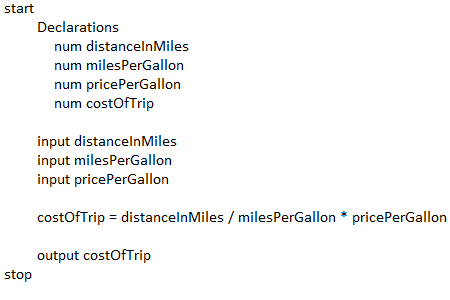 start
Declarations
num distanceInMiles
num milesPerGallon
num pricePerGallon
num costOfTrip
input distanceInMiles
input milesPerGallon
input pricePerGallon
costOfTrip = distanceInMiles / milesPerGallon * pricePerGallon
output costOfTrip
stop